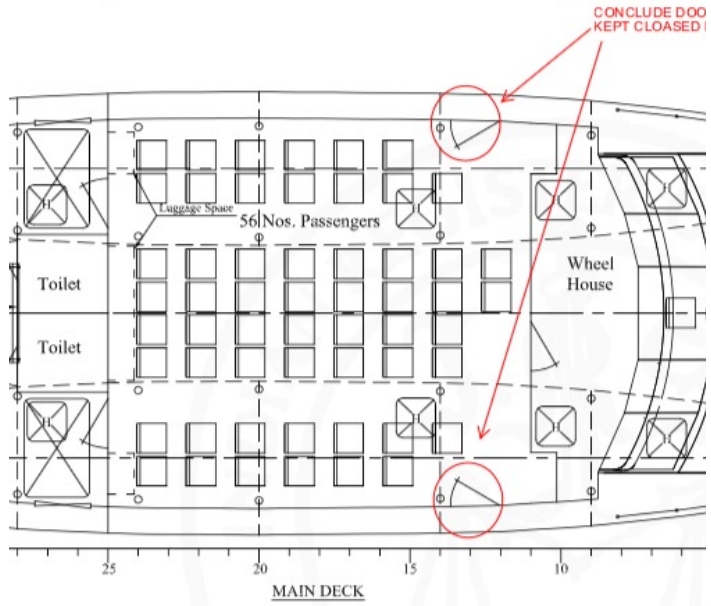 CONCLUDE DOO
KEPT CLOASED
H
H
H
H
Luggage Space
56 Nos. Passengers
Toilet
Wheel
House
Toilet
H
H
H
H
25
20
15
10
MAIN DECK